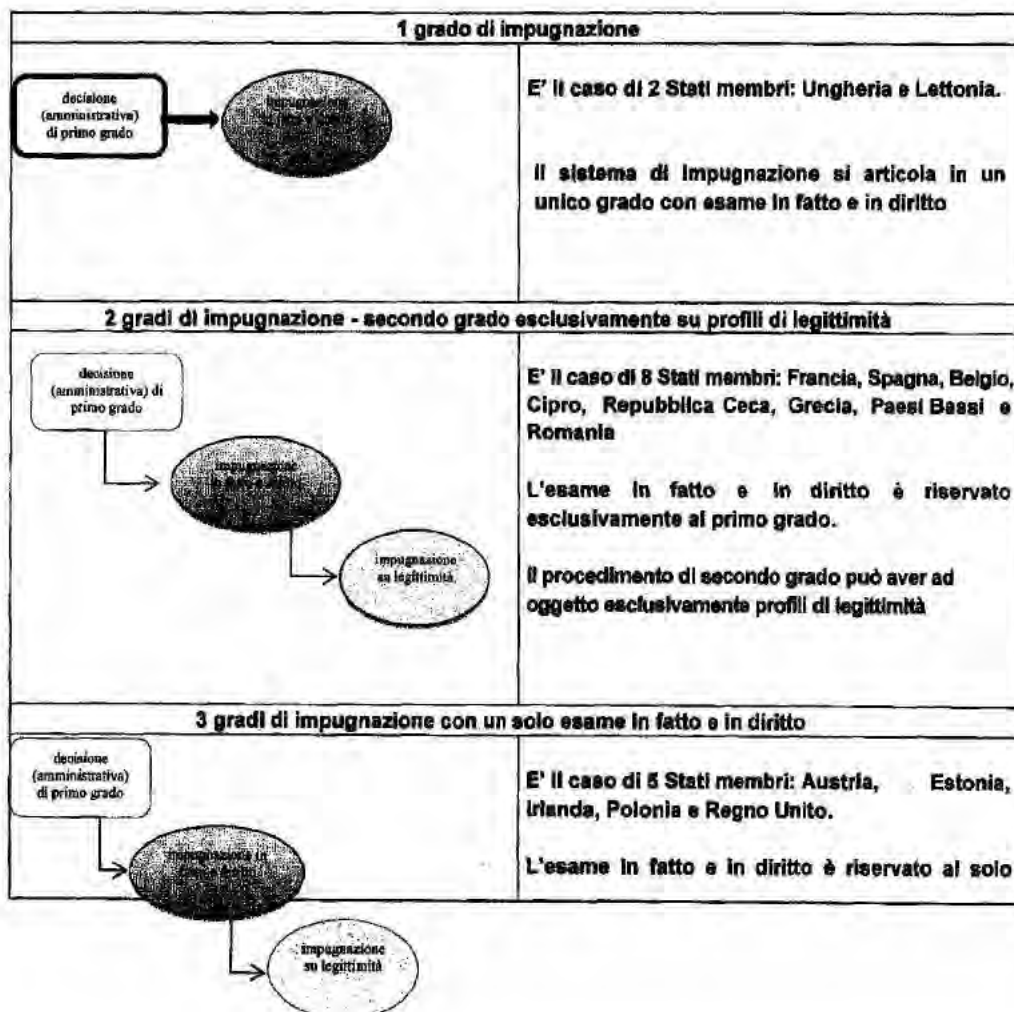 1 grado di impugnazione
decisione
(amministrativa)
di primo grado
impugnazione
E' il caso di 2 Stati membri: Ungheria e Lettonia.
Il sistema di impugnazione si articola in un
unico grado con esame in fatto e in diritto
2 gradi di impugnazione - secondo grado esclusivamente su profili di legittimità
decisione
(amministrativa) di
primo grado
impugnazione
impugnazione
su legittimità
E' il caso di 8 Stati membri: Francia, Spagna, Belgio,
Cipro, Repubblica Ceca, Grecia, Paesi Bassi e
Romania
L'esame in fatto e in diritto è riservato
esclusivamente al primo grado.
Il procedimento di secondo grado può aver ad
oggetto esclusivamente profili di legittimità
3 gradi di impugnazione con un solo esame in fatto e in diritto
decisione
(amministrativa)
di primo grado
impugnazione in
impugnazione
su legittimità
E' il caso di 5 Stati membri: Austria, Estonia,
Irlanda, Polonia e Regno Unito.
L'esame in fatto e in diritto è riservato al solo